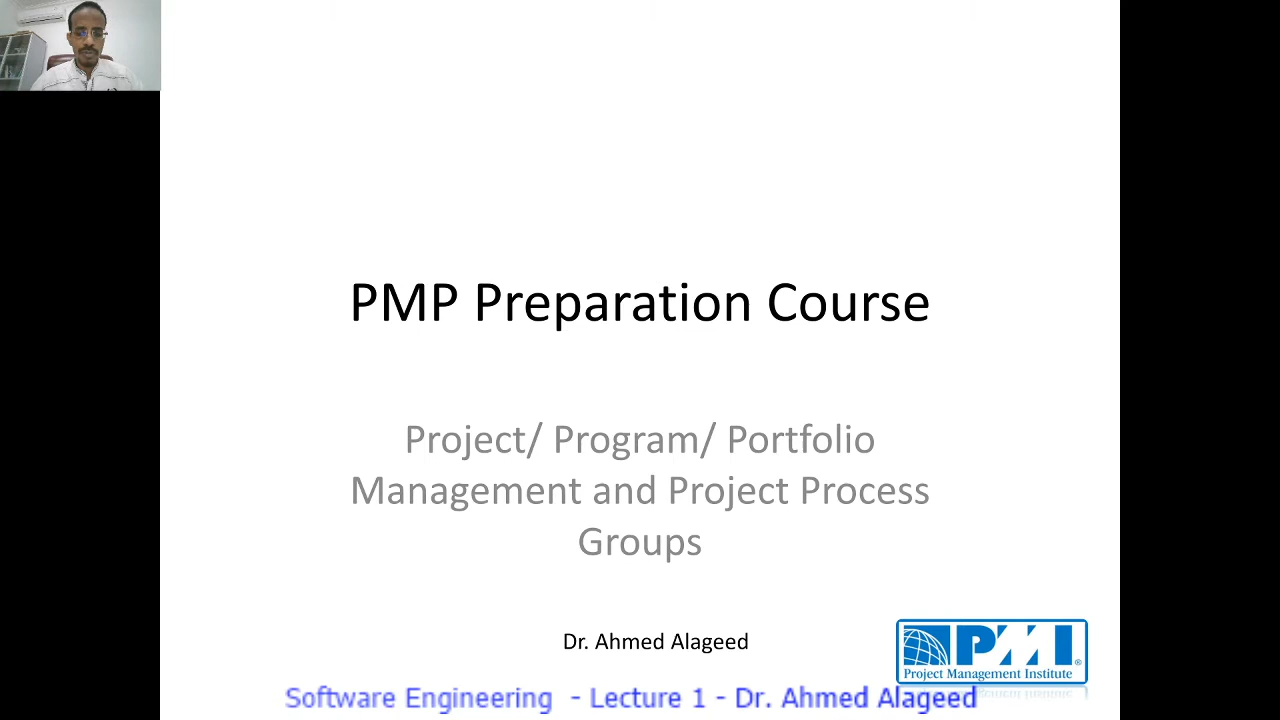 PMP Preparation Course
Project/ Program/ Portfolio
Management and Project Process
Groups
Dr. Ahmed Alageed
PMI®
Project Management Institute
Software Engineering - Lecture 1 - Dr. Ahmed Alageed